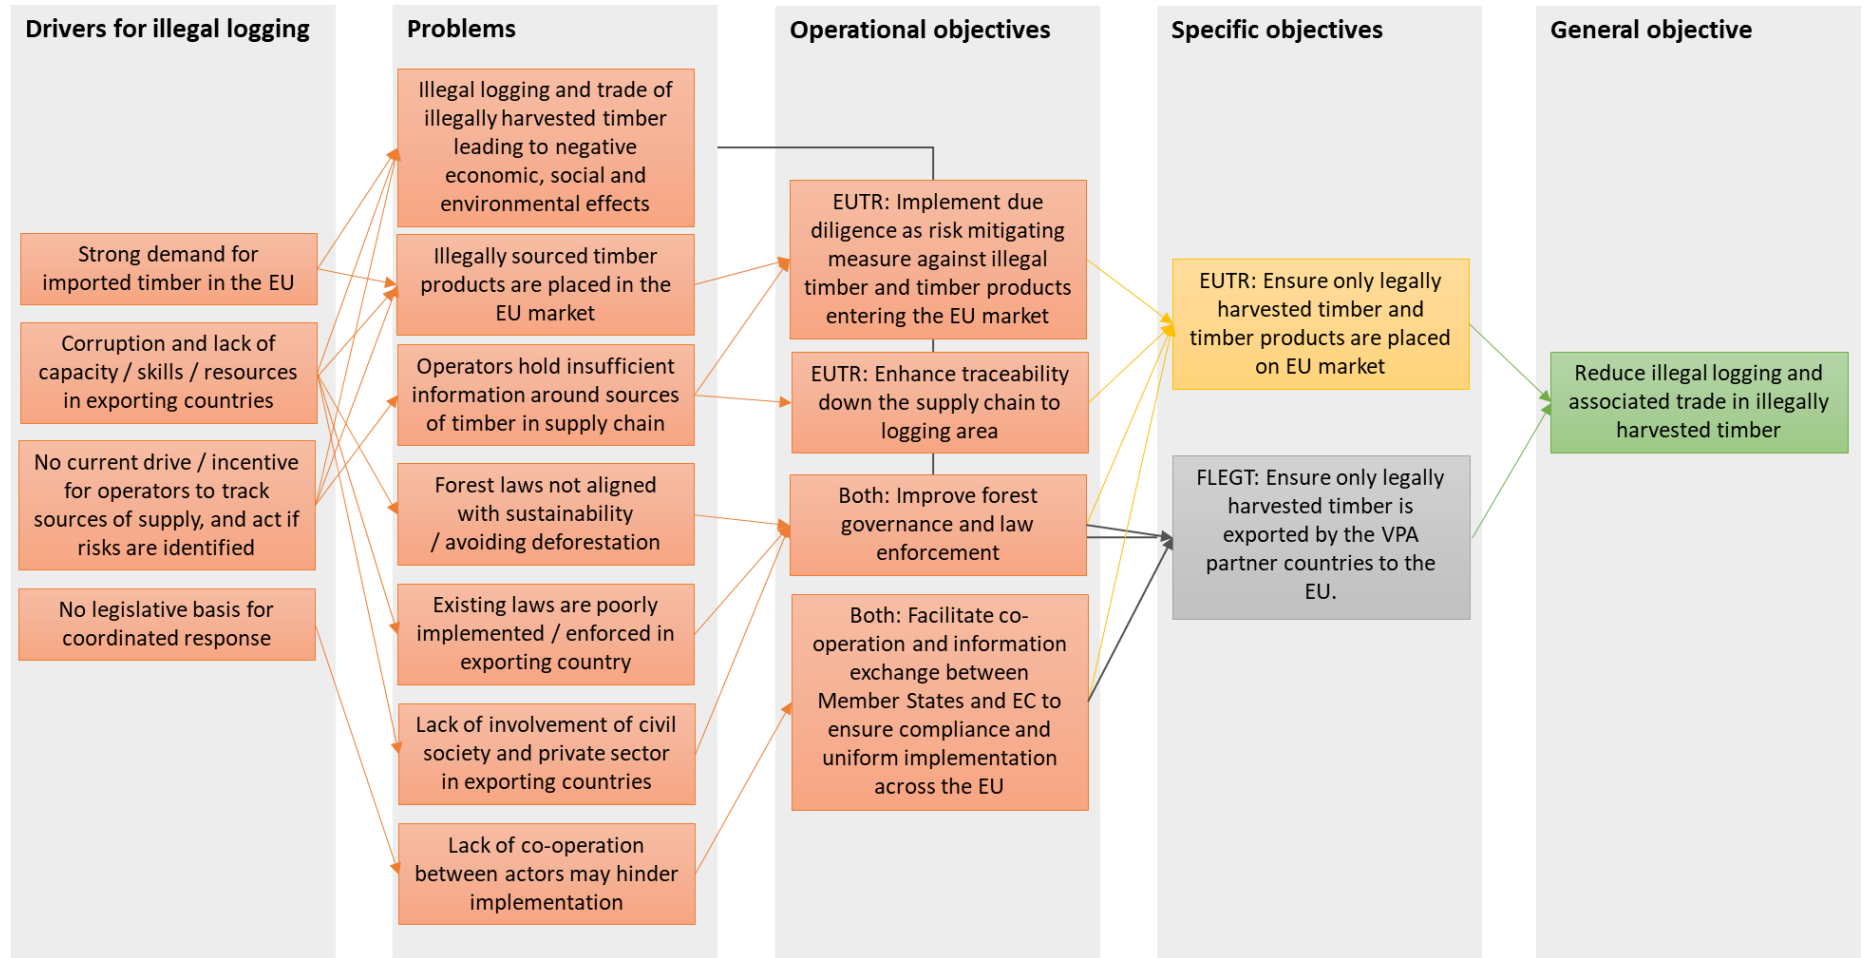 Drivers for illegal logging
Strong demand for
imported timber in the EU
Corruption and lack of
capacity / skills / resources
in exporting countries
No current drive / incentive
for operators to track
sources of supply, and act if
risks are identified
No legislative basis for
coordinated response
Problems
Illegal logging and trade of
illegally harvested timber
leading to negative
economic, social and
environmental effects
Illegally sourced timber
products are placed in the
EU market
Operators hold insufficient
information around sources
of timber in supply chain
Forest laws not aligned
with sustainability
/ avoiding deforestation
Existing laws are poorly
implemented / enforced in
exporting country
Lack of involvement of civil
society and private sector
in exporting countries
Lack of co-operation
between actors may hinder
implementation
Operational objectives
EUTR: Implement due
diligence as risk mitigating
measure against illegal
timber and timber products
entering the EU market
EUTR: Enhance traceability
down the supply chain to
logging area
Both: Improve forest
governance and law
enforcement
Both: Facilitate co-
operation and information
exchange between
Member States and EC to
ensure compliance and
uniform implementation
across the EU
Specific objectives
EUTR: Ensure only legally
harvested timber and
timber products are placed
on EU market
FLEGT: Ensure only legally
harvested timber is
exported by the VPA
partner countries to the
EU.
General objective
Reduce illegal logging and
associated trade in illegally
harvested timber